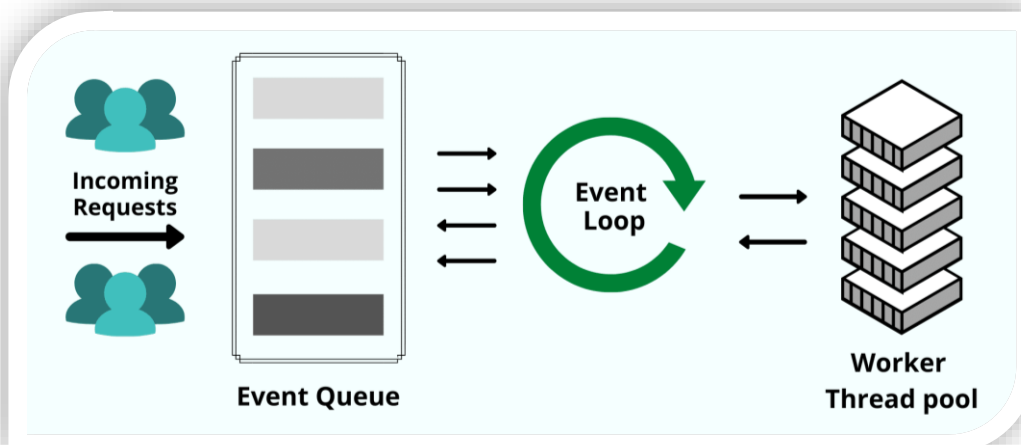 Incoming
Requests
Event Queue
Event
Loop
Worker
Thread pool